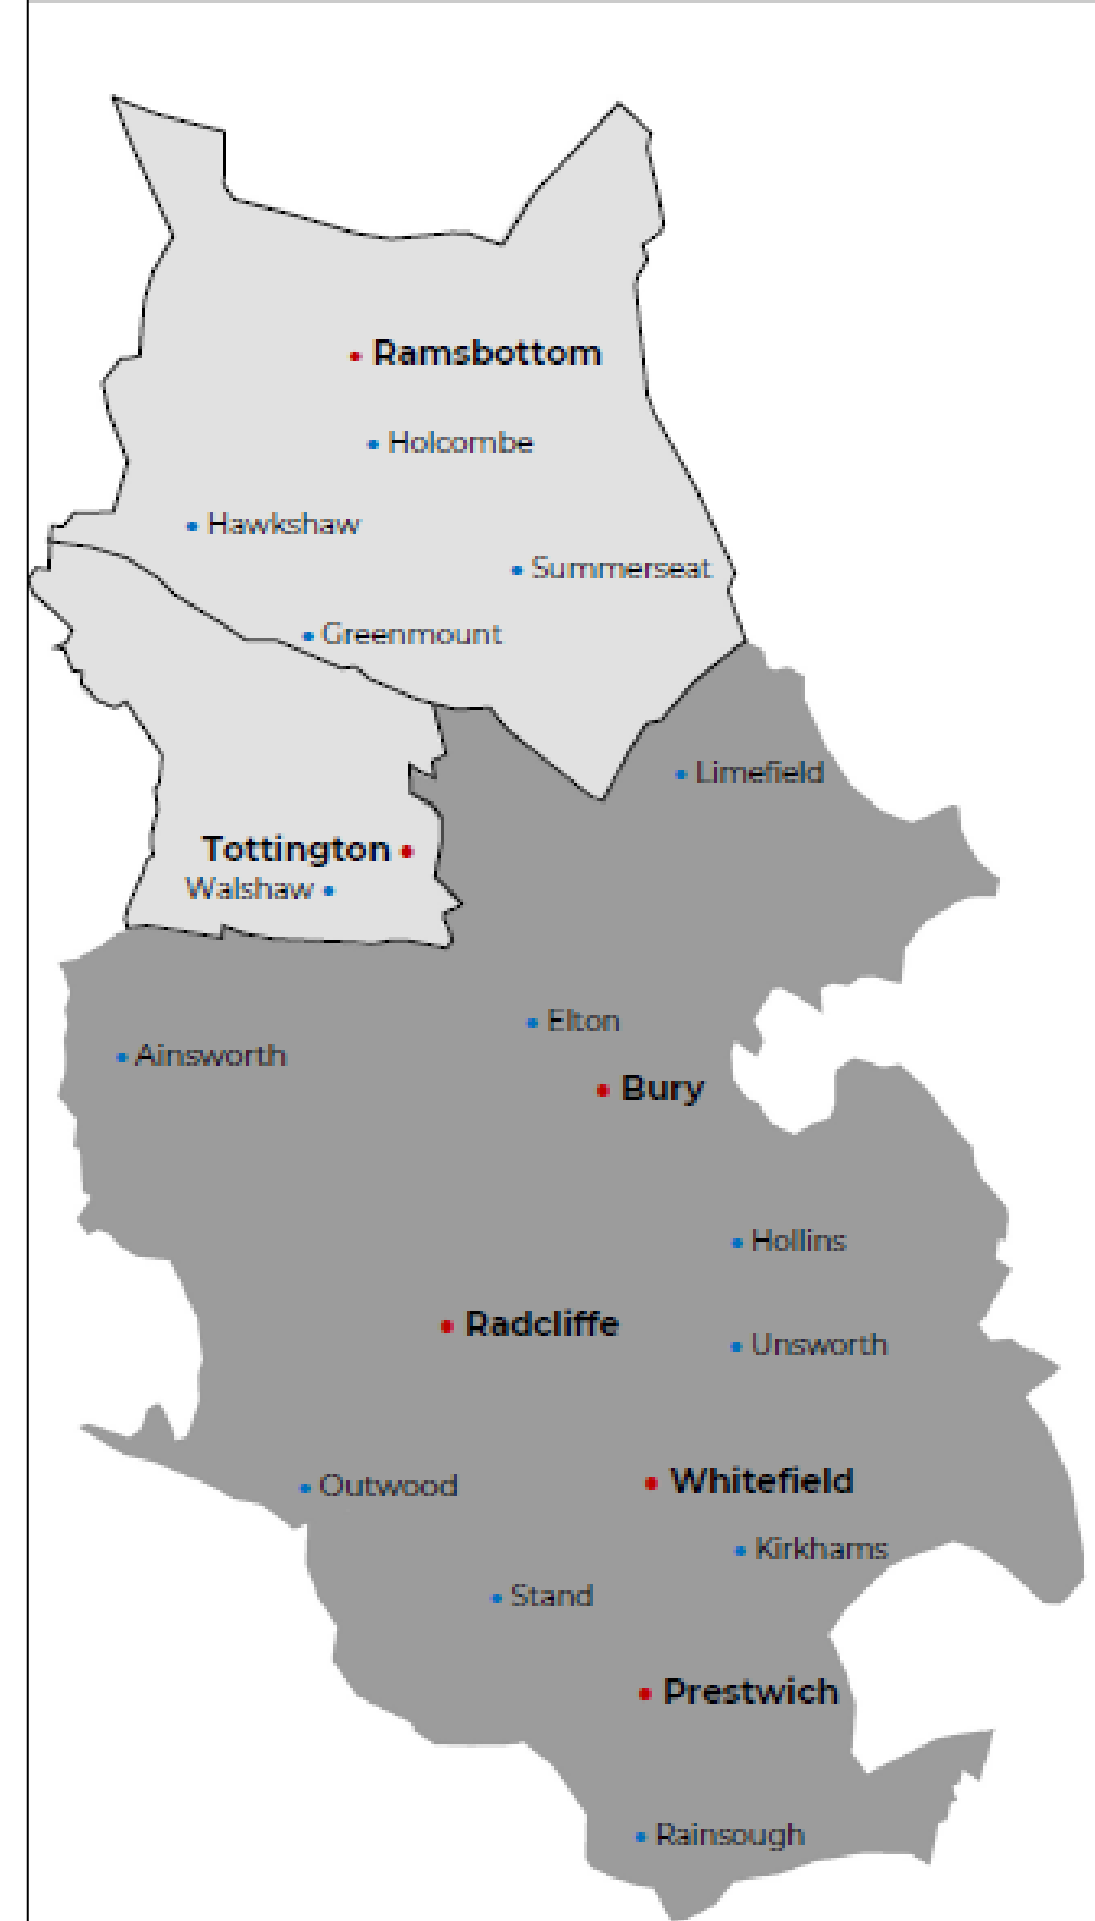 Ramsbottom
Holcombe
Hawkshaw
Summerseat
Greenmount
Limefield
Tottington
Walshaw
Elton
Ainsworth
Bury
Hollins
Radcliffe
Unsworth
Whitefield
Outwood
Kirkhams
Stand
Prestwich
Rainsough